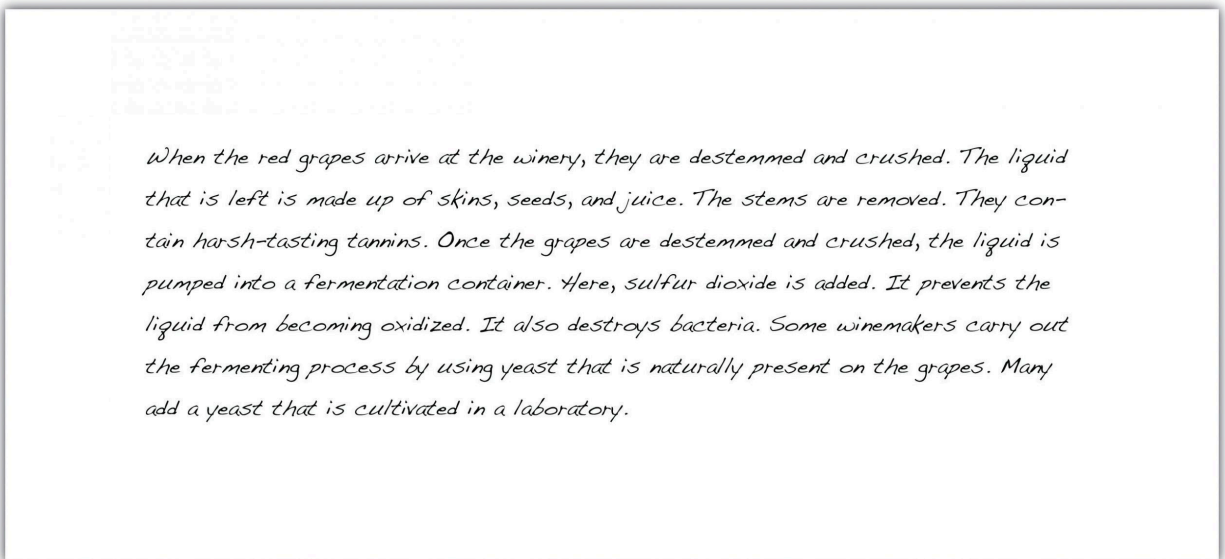 When the red grapes arrive at the winery, they are destemmed and crushed. The liquid
that is left is made up of skins, seeds, and juice. The stems are removed. They con-
tain harsh-tasting tannins. Once the grapes are destemmed and crushed, the liquid is
pumped into a fermentation container. Here, sulfur dioxide is added. It prevents the
liquid from becoming oxidized. It also destroys bacteria. Some winemakers carry out
the fermenting process by using yeast that is naturally present on the grapes. Many
add a yeast that is cultivated in a laboratory.